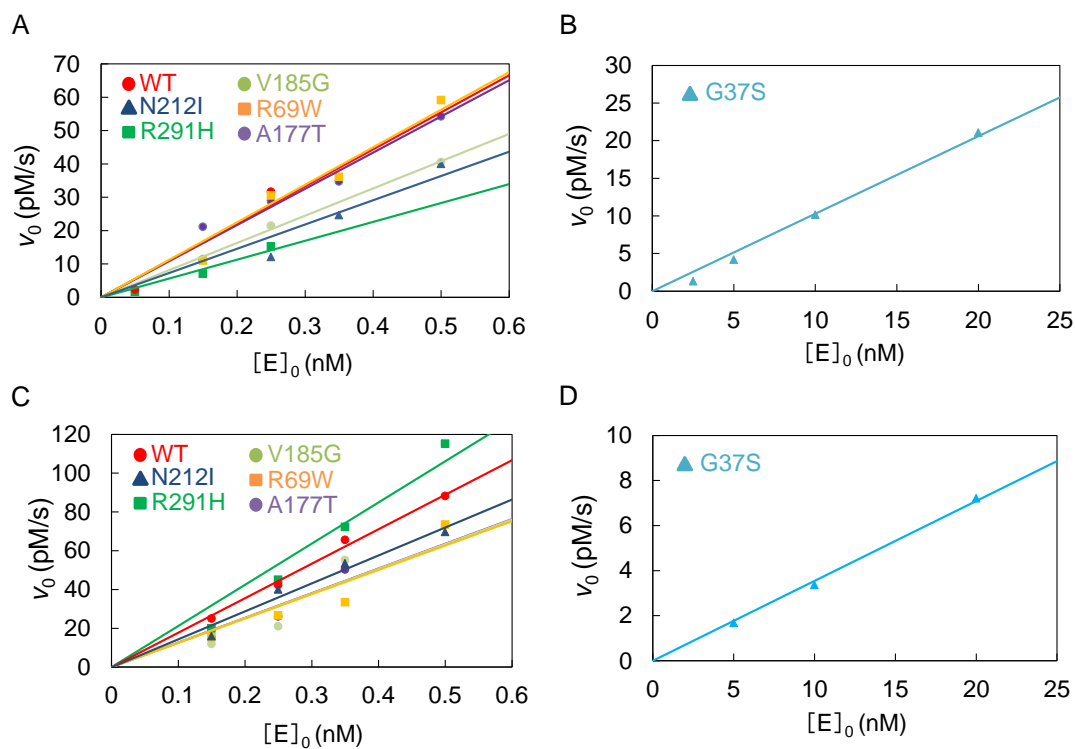 A
v0 (pM/s)
70
60
50
40
30
20
10
0
WT
N212I
R291H
V185G
R69W
A177T
0 0.1 0.2 0.3 0.4 0.5 0.6
[E]0 (nM)
B
v0 (pM/s)
30
25
20
15
10
5
0
G37S
0 5 10 15 20 25
[E]0 (nM)
C
v0 (pM/s)
120
100
80
60
40
20
0
WT
N212I
R291H
V185G
R69W
A177T
0 0.1 0.2 0.3 0.4 0.5 0.6
[E]0 (nM)
D
v0 (pM/s)
10
8
6
4
2
0
G37S
0 5 10 15 20 25
[E]0 (nM)